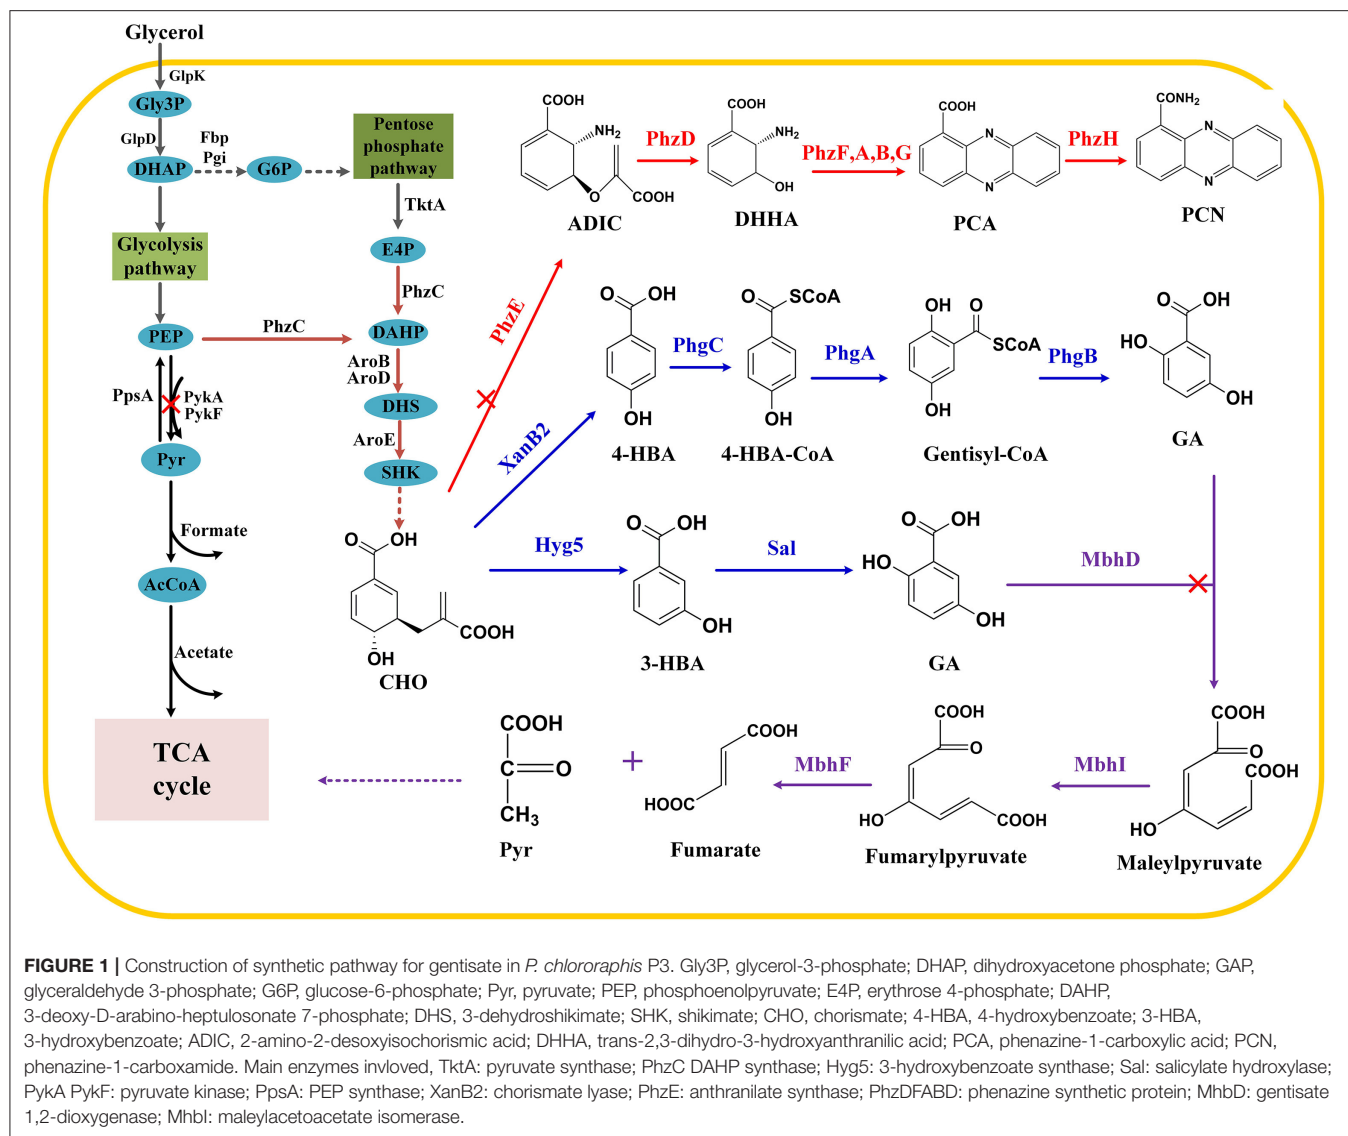 Glycerol
GlpK
Gly3P
GlpD
Fbp
Pgi
DHAP
G6P
Pentose
phosphate
pathway
TktA
Glycolysis
pathway
E4P
PhzC
PEP
PhzC
DAHP
AroB
AroD
PpsA
PykA
PykF
DHS
AroE
Pyr
SHK
Formate
AcCoA
Acetate
TCA
cycle
COOH
OH
CHO
O
OH
COOH
NH2
O
COOH
ADIC
PhzD
COOH
NH2
OH
DHHA
PhzF,A,B,G
COOH
N
N
PCA
PhzH
CONH2
N
N
PCN
PhzE
XanB2
O
OH
OH
4-HBA
PhgC
O
SCoA
OH
4-HBA-CoA
PhgA
OH
O
SCoA
OH
Gentisyl-CoA
PhgB
O
OH
HO
OH
GA
Hyg5
O
OH
OH
3-HBA
Sal
O
OH
HO
OH
GA
MbhD
COOH
O
COOH
HO
Maleylpyruvate
MbhI
COOH
O
HO
COOH
Fumarylpyruvate
MbhF
COOH
HOOC
Fumarate
+
COOH
C
O
CH3
Pyr
FIGURE 1 | Construction of synthetic pathway for gentisate in P. chlororaphis P3. Gly3P, glycerol-3-phosphate; DHAP, dihydroxyacetone phosphate; GAP,
glyceraldehyde 3-phosphate; G6P, glucose-6-phosphate; Pyr, pyruvate; PEP, phosphoenolpyruvate; E4P, erythrose 4-phosphate; DAHP,
3-deoxy-D-arabino-heptulosonate 7-phosphate; DHS, 3-dehydroshikimate; SHK, shikimate; CHO, chorismate; 4-HBA, 4-hydroxybenzoate; 3-HBA,
3-hydroxybenzoate; ADIC, 2-amino-2-desoxyisochorismic acid; DHHA, trans-2,3-dihydro-3-hydroxyanthranilic acid; PCA, phenazine-1-carboxylic acid; PCN,
phenazine-1-carboxamide. Main enzymes invloved, TktA: pyruvate synthase; PhzC DAHP synthase; Hyg5: 3-hydroxybenzoate synthase; Sal: salicylate hydroxylase;
PykA PykF: pyruvate kinase; PpsA: PEP synthase; XanB2: chorismate lyase; PhzE: anthranilate synthase; PhzDFABD: phenazine synthetic protein; MhbD: gentisate
1,2-dioxygenase; MhbI: maleylacetoacetate isomerase.